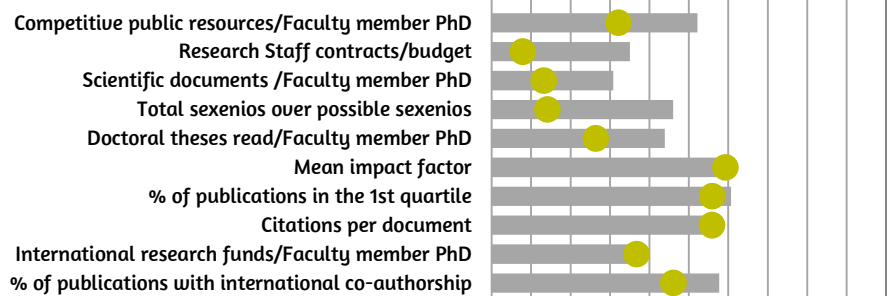 Competitive public resources/Faculty member PhD
Research Staff contracts/budget
Scientific documents /Faculty member PhD
Total sexenios over possible sexenios
Doctoral theses read/Faculty member PhD
Mean impact factor
% of publications in the 1st quartile
Citations per document
International research funds/Faculty member PhD
% of publications with international co-authorship